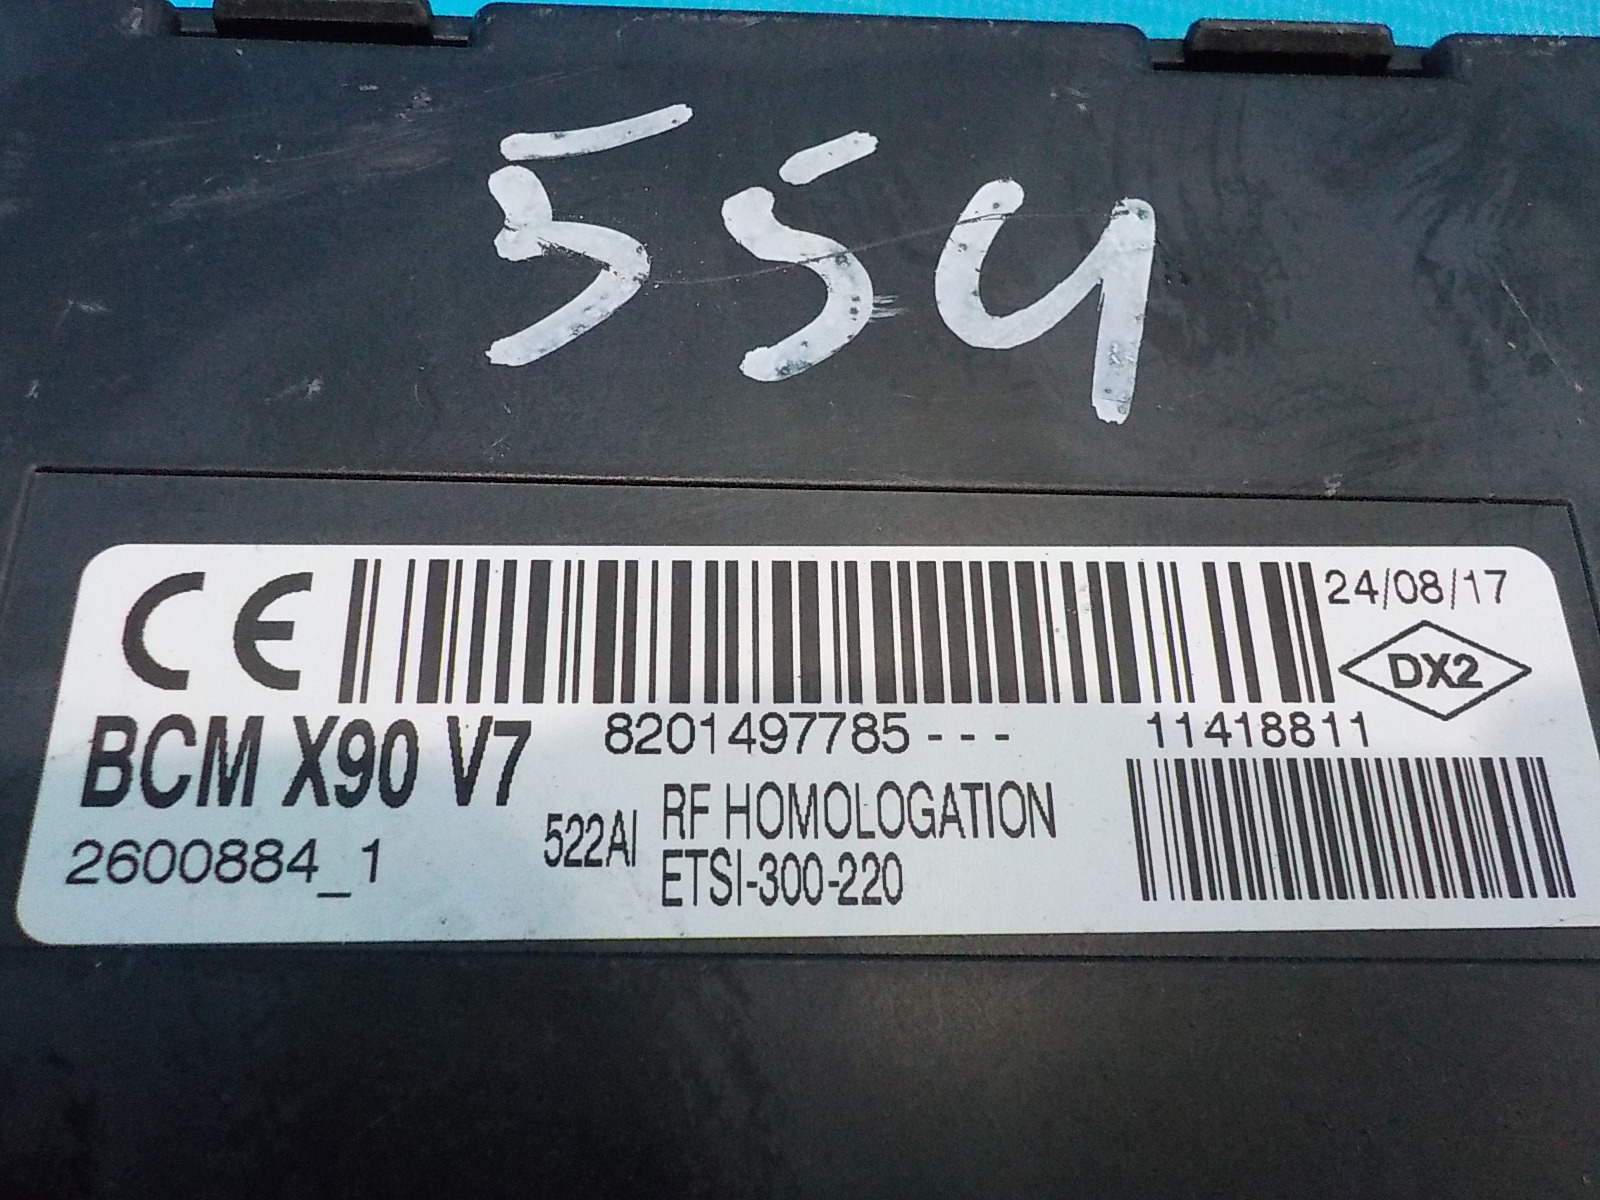 554
CE
24/08/17
DX2
8201497785---
11418811
BCM X90 V7
2600884_1
522AI
RF HOMOLOGATION
ETSI-300-220